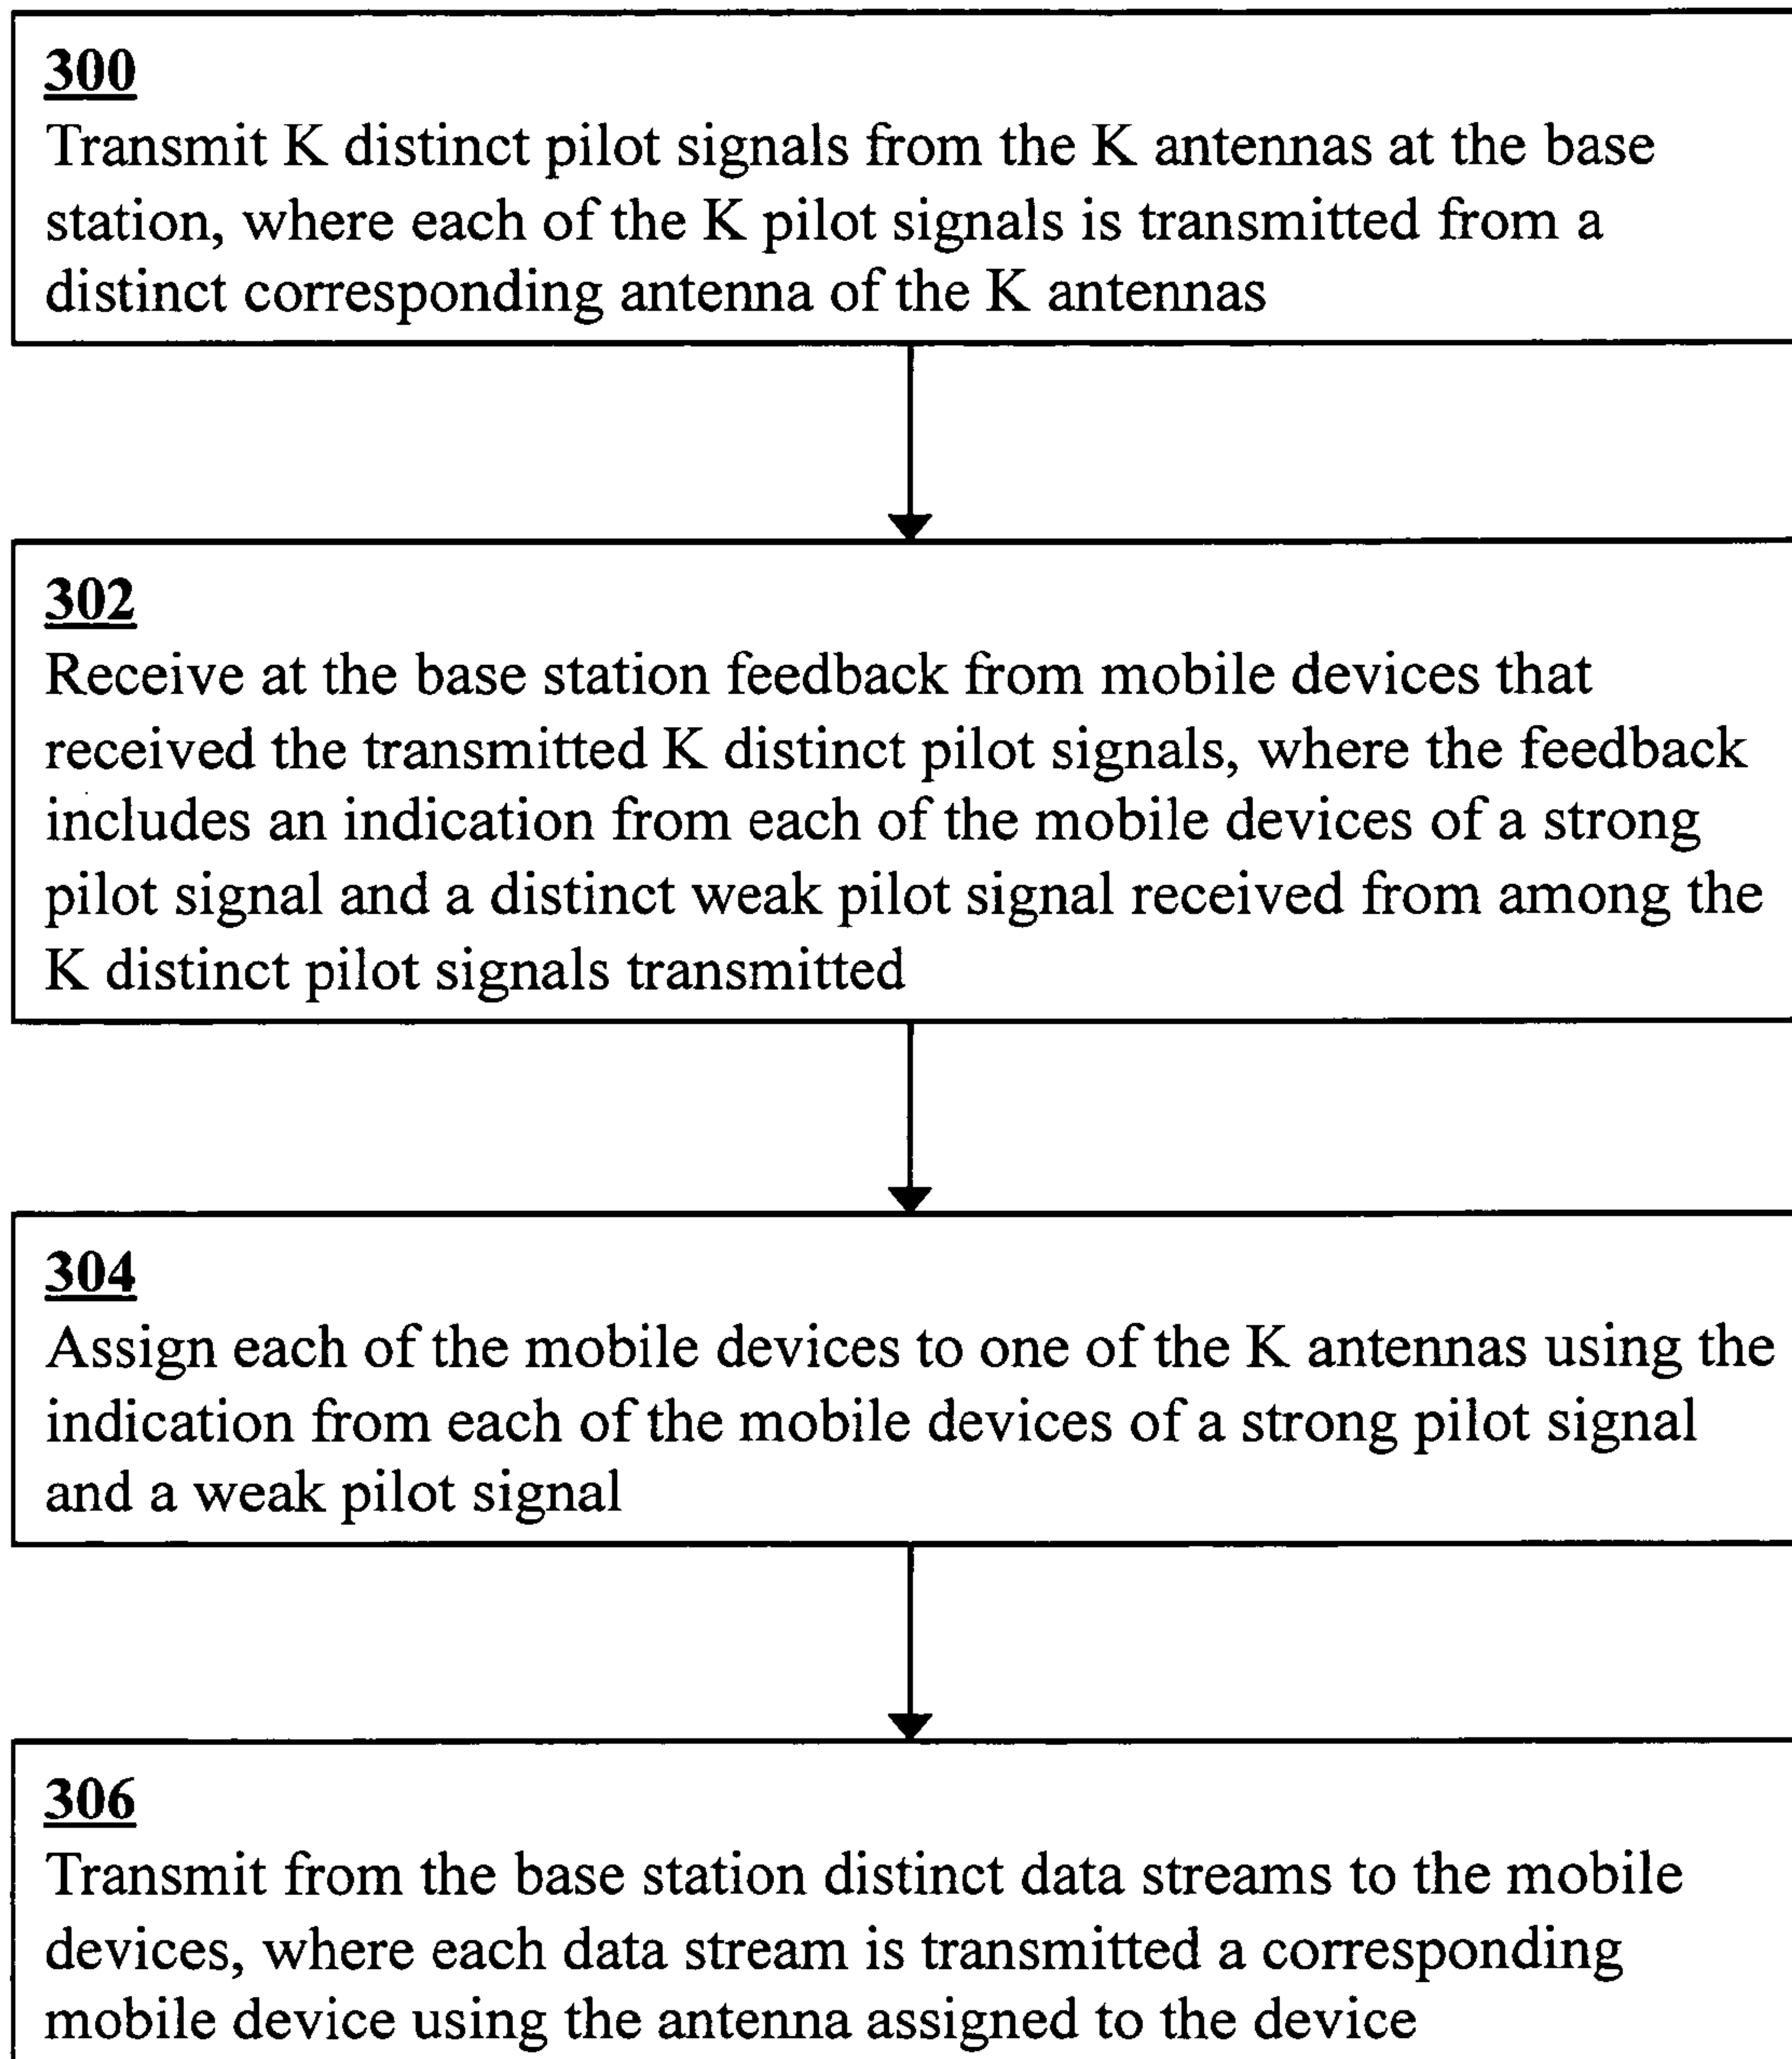 300
Transmit K distinct pilot signals from the K antennas at the base
station, where each of the K pilot signals is transmitted from a
distinct corresponding antenna of the K antennas
302
Receive at the base station feedback from mobile devices that
received the transmitted K distinct pilot signals, where the feedback
includes an indication from each of the mobile devices of a strong
pilot signal and a distinct weak pilot signal received from among the
K distinct pilot signals transmitted
304
Assign each of the mobile devices to one of the K antennas using the
indication from each of the mobile devices of a strong pilot signal
and a weak pilot signal
306
Transmit from the base station distinct data streams to the mobile
devices, where each data stream is transmitted a corresponding
mobile device using the antenna assigned to the device